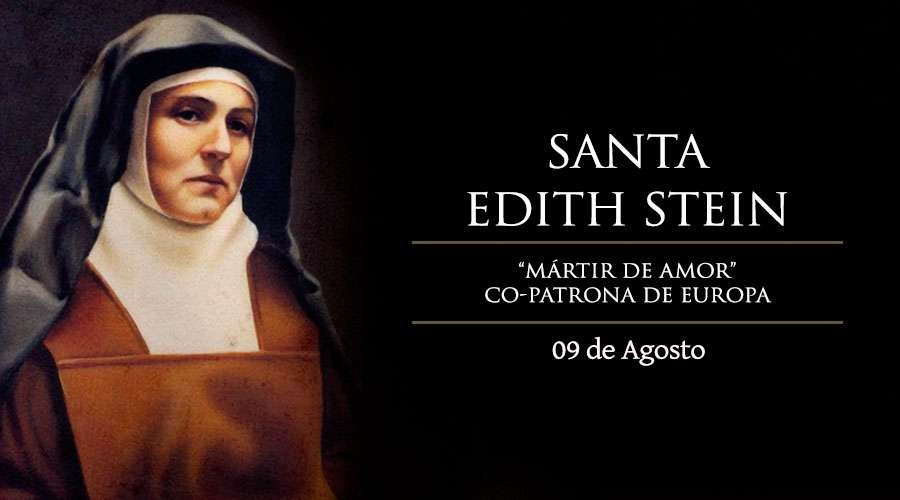 SANTA
EDITH STEIN
“MÁRTIR DE AMOR”
CO-PATRONA DE EUROPA
09 de Agosto